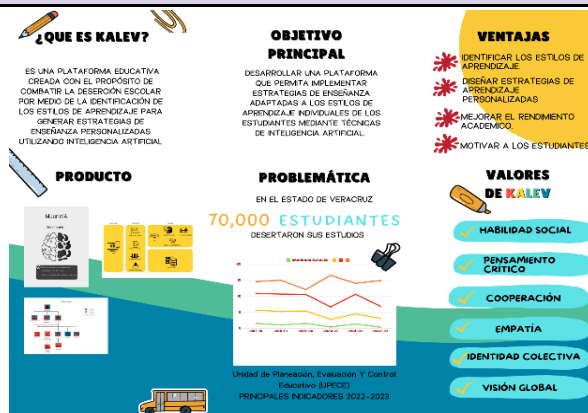 ¿QUE ES KALEV?
ES UNA PLATAFORMA EDUCATIVA
CREADA CON EL PROPÓSITO DE
COMBATIR LA DESERCIÓN ESCOLAR
POR MEDIO DE LA IDENTIFICACIÓN DE
LOS ESTILOS DE APRENDIZAJE PARA
GENERAR ESTRATEGIAS DE
ENSEÑANZA PERSONALIZADAS
UTILIZANDO INTELIGENCIA ARTIFICIAL
PRODUCTO
OBJETIVO
PRINCIPAL
DESARROLLAR UNA PLATAFORMA
QUE PERMITA IMPLEMENTAR
ESTRATEGIAS DE ENSEÑANZA
ADAPTADAS A LOS ESTILOS DE
APRENDIZAJE INDIVIDUALES DE LOS
ESTUDIANTES MEDIANTE TÉCNICAS
DE INTELIGENCIA ARTIFICIAL.
PROBLEMÁTICA
EN EL ESTADO DE VERACRUZ
70,000 ESTUDIANTES
DESERTARON SUS ESTUDIOS
Unidad de Planeación, Evaluación Y Control
Educativo (UPECE)
PRINCIPALES INDICADORES 2022-2023
VENTAJAS
IDENTIFICAR LOS ESTILOS DE
APRENDIZAJE.
DISEÑAR ESTRATEGIAS DE
APRENDIZAJE
PERSONALIZADAS
MEJORAR EL RENDIMIENTO
ACADEMICO.
MOTIVAR A LOS ESTUDIANTES
VALORES
DE KALEV
HABILIDAD SOCIAL
PENSAMIENTO
CRÍTICO
COOPERACIÓN
EMPATÍA
IDENTIDAD COLECTIVA
VISIÓN GLOBAL